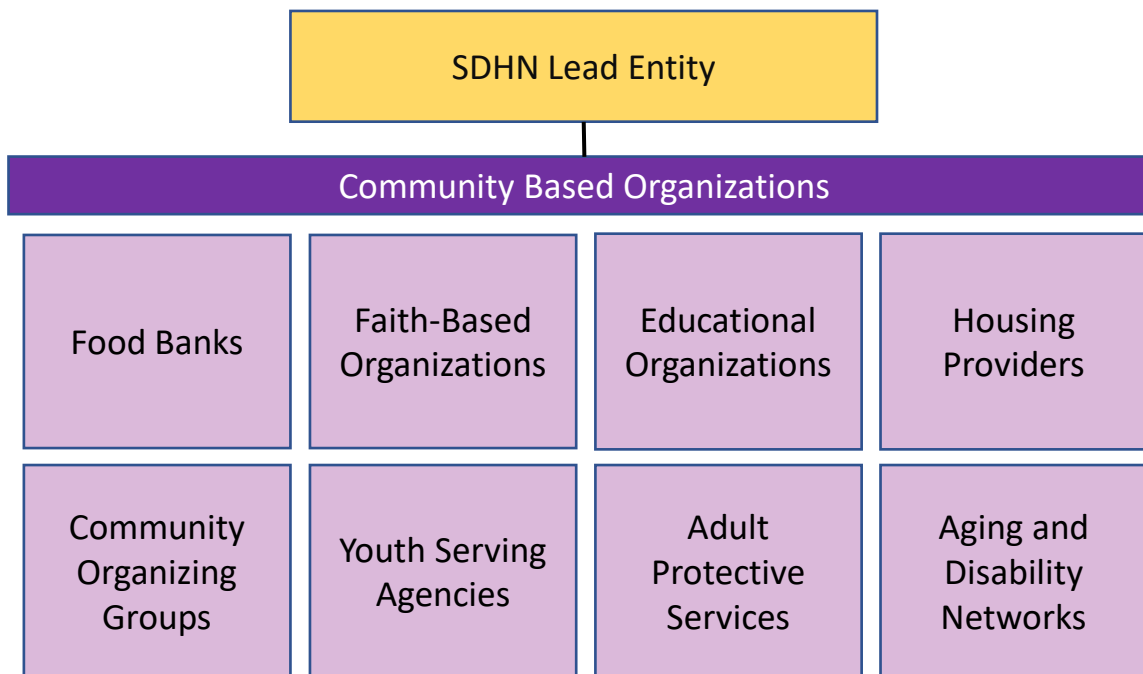 SDHN Lead Entity
Community Based Organizations
Food Banks
Faith-Based
Organizations
Educational
Organizations
Housing
Providers
Community
Organizing
Groups
Youth Serving
Agencies
Adult
Protective
Services
Aging and
Disability
Networks